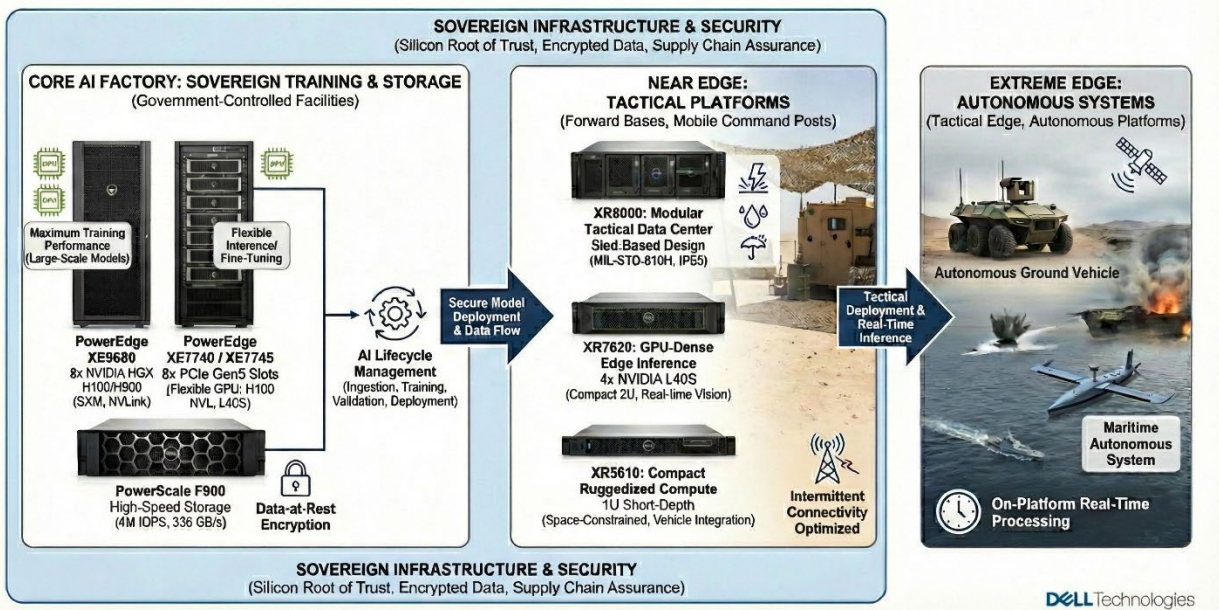 SOVEREIGN INFRASTRUCTURE & SECURITY
(Silicon Root of Trust, Encrypted Data, Supply Chain Assurance)
CORE AI FACTORY: SOVEREIGN TRAINING & STORAGE
(Government-Controlled Facilities)
GPU
GPU
GPU
Maximum Training
Performance
(Large-Scale Models)
Flexible
Interence/
Fine-Tuning
PowerEdge
XE9680
8x NVIDIA HGX
H100/H900
(SXM, NVLink)
PowerEdge
XE7740 / XE7745
8x PCIe Gen5 Slots
(Flexible GPU: H100
NVL, L40S)
AI Lifecycle
Management
(Ingestion, Training,
Validation, Deployment)
PowerScale F900
High-Speed Storage
(4M IOPS, 336 GB/s)
Data-at-Rest
Encryption
Secure Model
Deployment
& Data Flow
NEAR EDGE:
TACTICAL PLATFORMS
(Forward Bases, Mobile Command Posts)
XR8000: Modular
Tactical Data Center
Sied:Based Design
(MIL-STO-810H, IP55)
XR7620: GPU-Dense
Edge Inference
4x NVIDIA L40S
(Compact 2U, Real-lime Vision)
XR5610: Compact
Ruggedized Compute
1U Short-Depth
(Space-Constrained, Vehicle Integration)
Intermittent
Connectivity
Optimized
Tactical
Deployment &
Real-Time
Inference
EXTREME EDGE:
AUTONOMOUS SYSTEMS
(Tactical Edge, Autonomous Platforms)
Autonomous Ground Vehicle
Maritime
Autonomous
System
On-Platform Real-Time
Processing
SOVEREIGN INFRASTRUCTURE & SECURITY
(Silicon Root of Trust, Encrypted Data, Supply Chain Assurance)
DELL Technologies